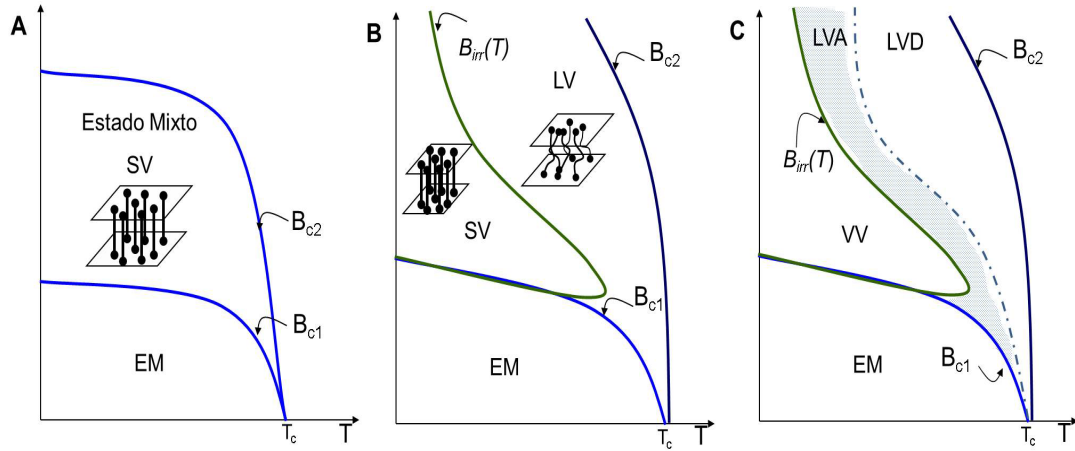 A
Estado Mixto
SV
Bc2
Bc1
EM
Tc
T
B
Birr(T)
Bc2
LV
SV
Bc1
EM
Tc
T
C
LVA
LVD
Bc2
Birr(T)
VV
Bc1
EM
Tc
T